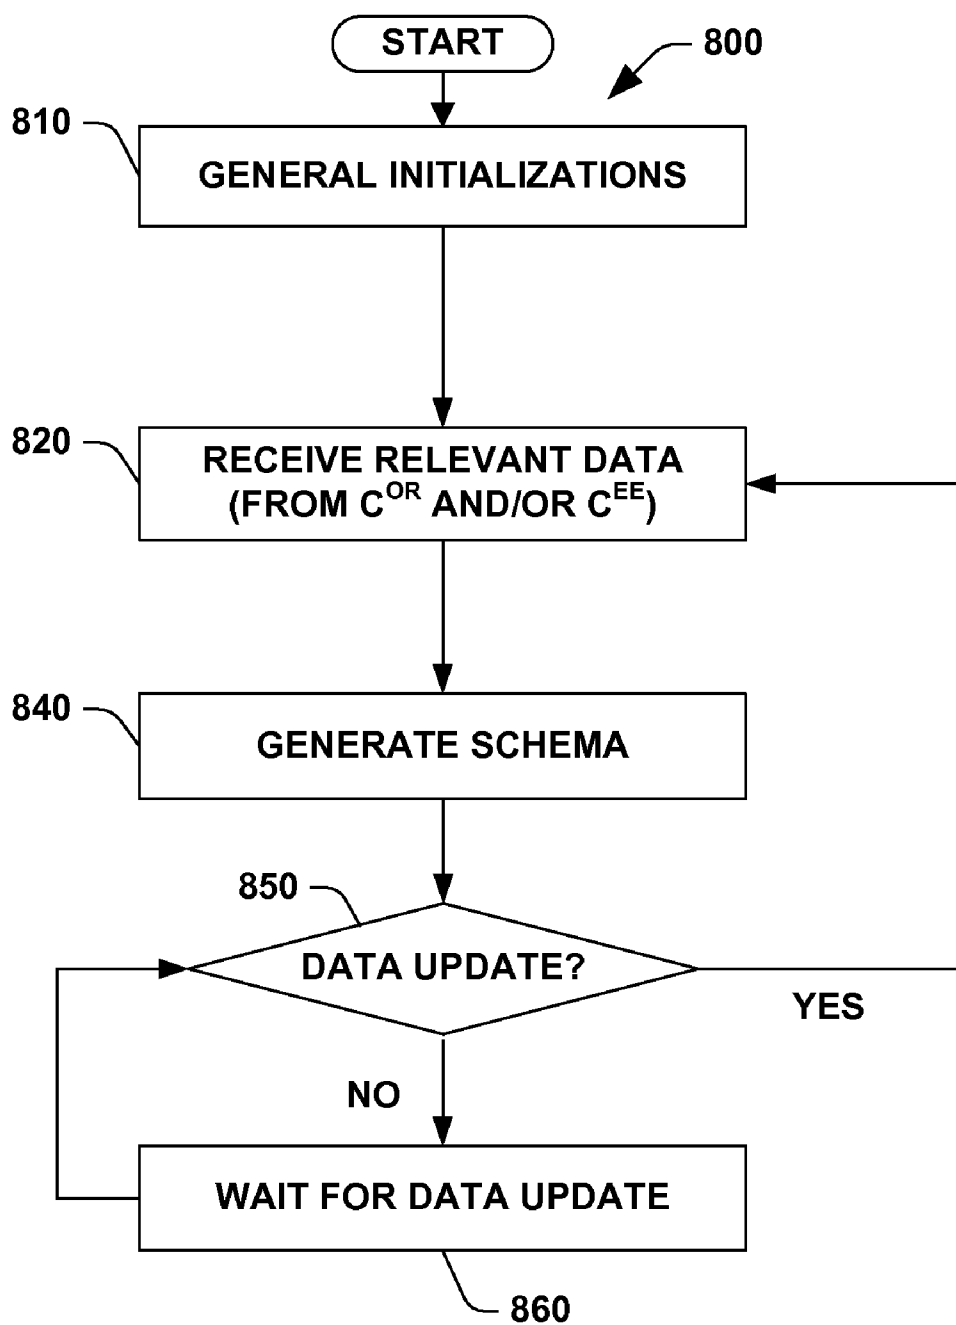 START
800
810
GENERAL INITIALIZATIONS
820
RECEIVE RELEVANT DATA
(FROM C^OR AND/OR C^EE)
840
GENERATE SCHEMA
850
DATA UPDATE?
YES
NO
WAIT FOR DATA UPDATE
860